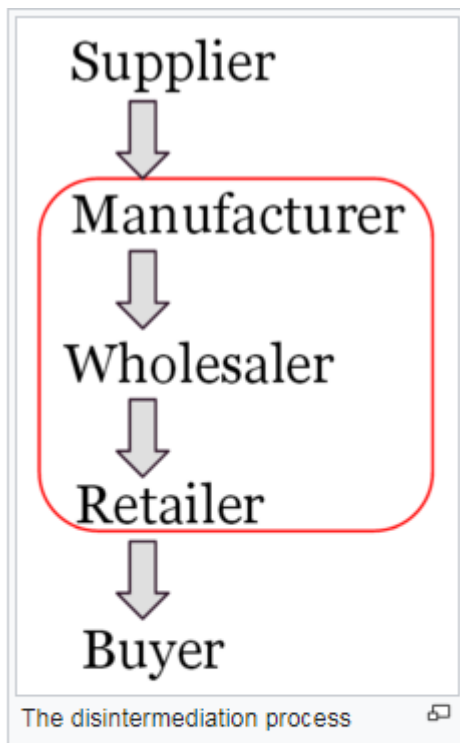 Supplier
Manufacturer
Wholesaler
Retailer
Buyer
The disintermediation process